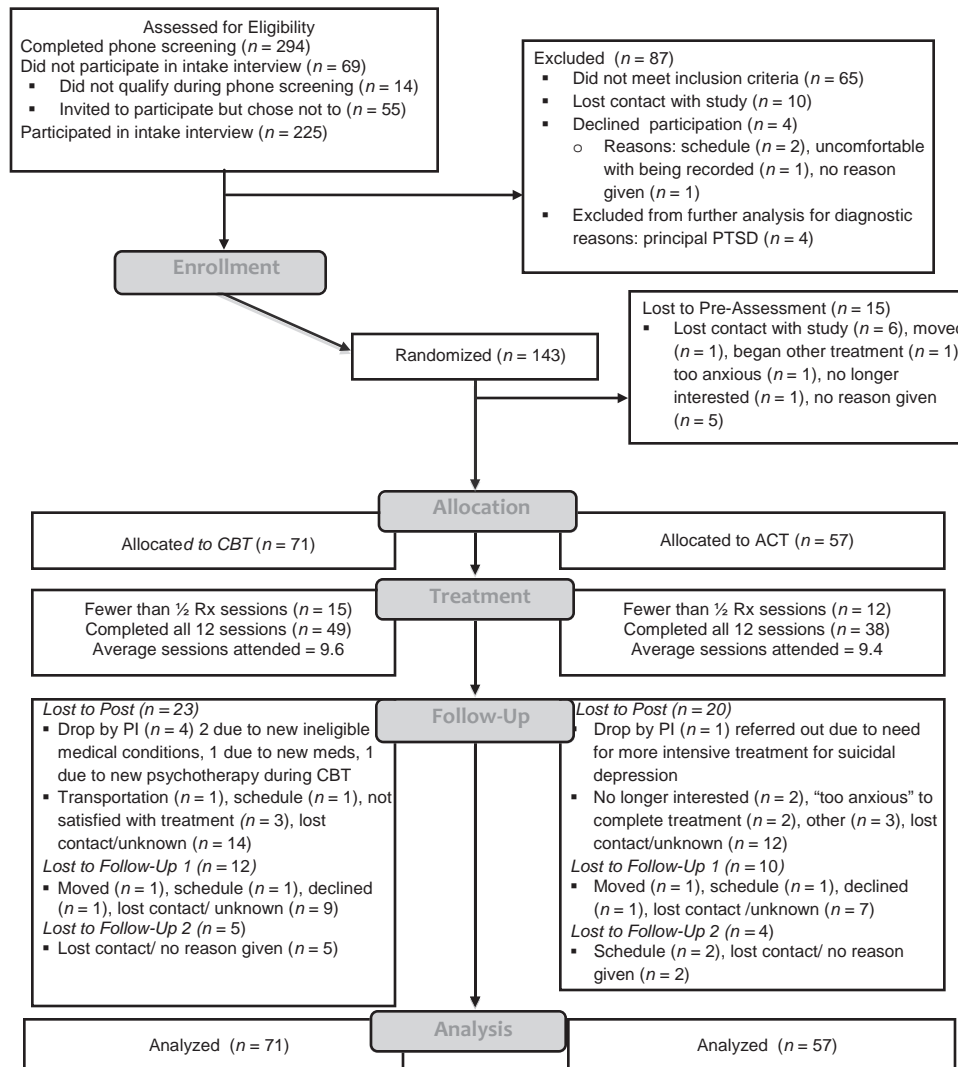 Assessed for Eligibility
Completed phone screening (n = 294)
Did not participate in intake interview (n = 69)
▪ Did not qualify during phone screening (n = 14)
▪ Invited to participate but chose not to (n = 55)
Participated in intake interview (n = 225)
Excluded (n = 87)
▪ Did not meet inclusion criteria (n = 65)
▪ Lost contact with study (n = 10)
▪ Declined participation (n = 4)
o Reasons: schedule (n = 2), uncomfortable
with being recorded (n = 1), no reason
given (n = 1)
▪ Excluded from further analysis for diagnostic
reasons: principal PTSD (n = 4)
Enrollment
Lost to Pre-Assessment (n = 15)
▪ Lost contact with study (n = 6), moved
(n = 1), began other treatment (n = 1)
too anxious (n = 1), no longer
interested (n = 1), no reason given
(n = 5)
Randomized (n = 143)
Allocation
Allocated to CBT (n = 71)
Allocated to ACT (n = 57)
Treatment
Fewer than ½ Rx sessions (n = 15)
Completed all 12 sessions (n = 49)
Average sessions attended = 9.6
Fewer than ½ Rx sessions (n = 12)
Completed all 12 sessions (n = 38)
Average sessions attended = 9.4
Follow-Up
Lost to Post (n = 23)
▪ Drop by PI (n = 4) 2 due to new ineligible
medical conditions, 1 due to new meds, 1
due to new psychotherapy during CBT
▪ Transportation (n = 1), schedule (n = 1), not
satisfied with treatment (n = 3), lost
contact/unknown (n = 14)
Lost to Follow-Up 1 (n = 12)
▪ Moved (n = 1), schedule (n = 1), declined
(n = 1), lost contact/ unknown (n = 9)
Lost to Follow-Up 2 (n = 5)
▪ Lost contact/ no reason given (n = 5)
Lost to Post (n = 20)
▪ Drop by PI (n = 1) referred out due to need
for more intensive treatment for suicidal
depression
▪ No longer interested (n = 2), “too anxious” to
complete treatment (n = 2), other (n = 3), lost
contact/unknown (n = 12)
Lost to Follow-Up 1 (n = 10)
▪ Moved (n = 1), schedule (n = 1), declined
(n = 1), lost contact /unknown (n = 7)
Lost to Follow-Up 2 (n = 4)
▪ Schedule (n = 2), lost contact/ no reason
given (n = 2)
Analysis
Analyzed (n = 71)
Analyzed (n = 57)